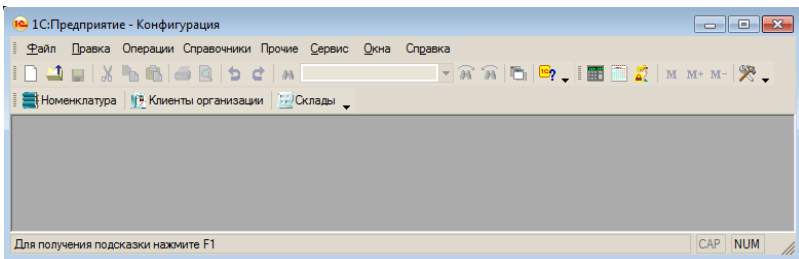 1С:Предприятие - Конфигурация
Файл Правка Операции Справочники Прочие Сервис Окна Справка
M M+ M-
Номенклатура Клиенты организации Склады
Для получения подсказки нажмите F1 CAP NUM